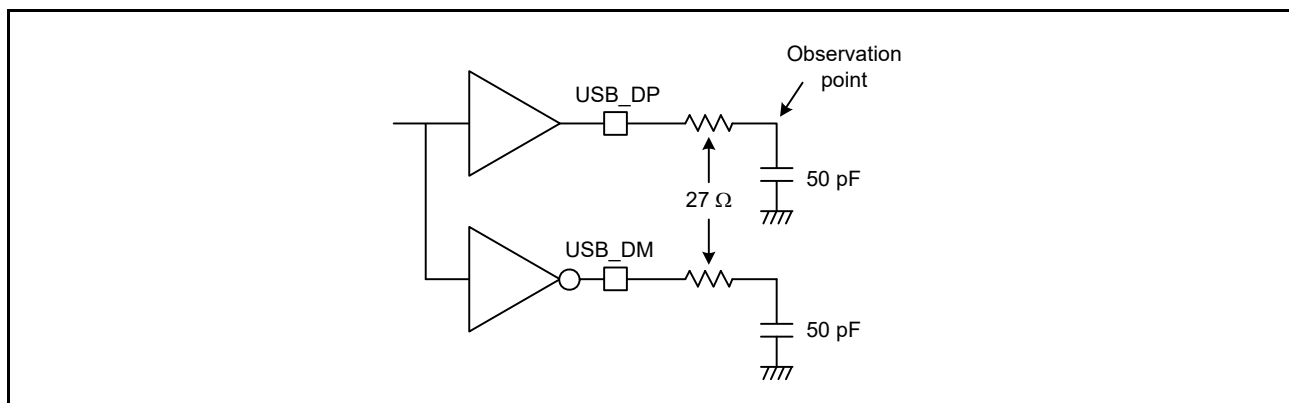 Observation
point
USB_DP
50 pF
27 Ω
USB_DM
50 pF